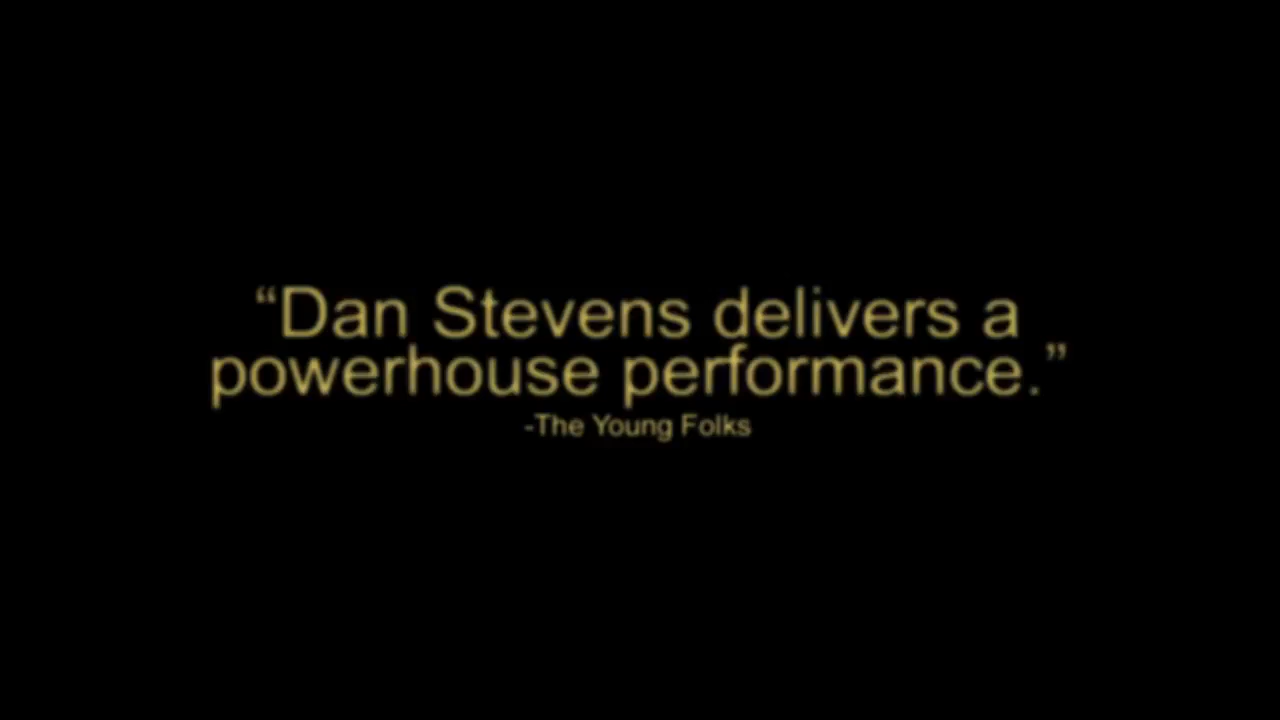 “Dan Stevens delivers a
powerhouse performance.”
-The Young Folks